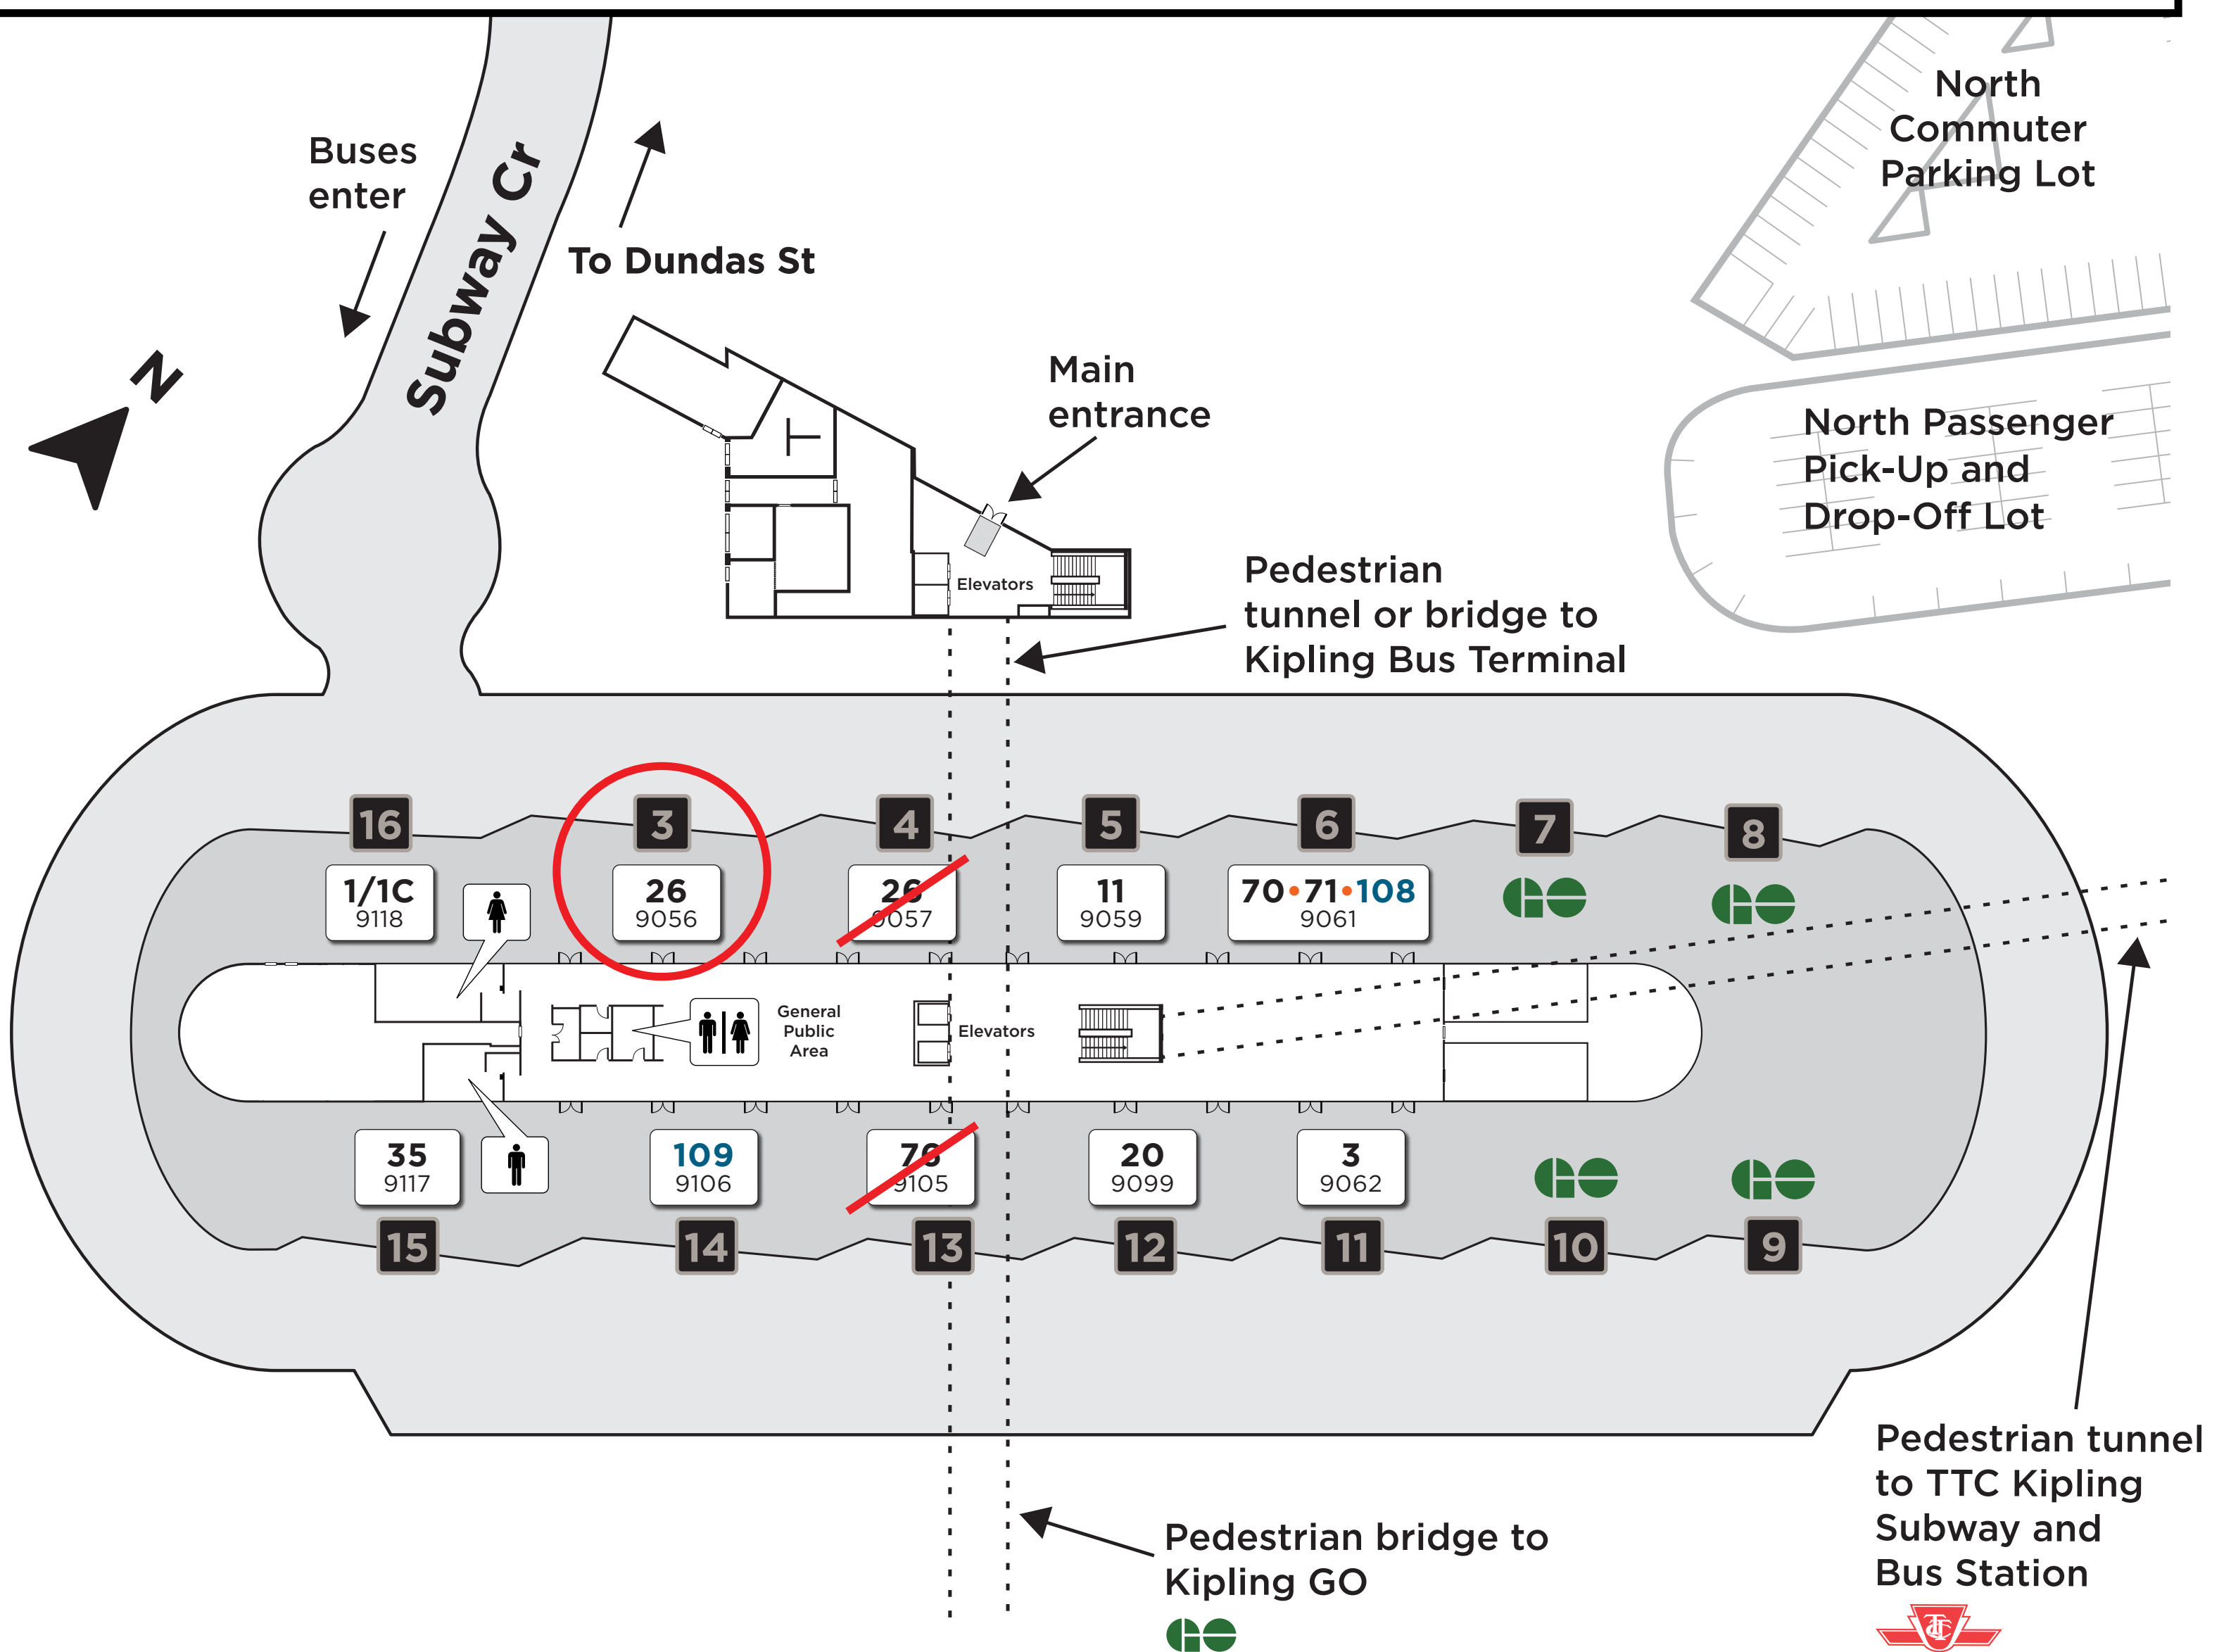 North
Commuter
Parking Lot
Buses
enter
Subway Cr
To Dundas St
N
Main
entrance
North Passenger
Pick-Up and
Drop-Off Lot
Elevators
Pedestrian
tunnel or bridge to
Kipling Bus Terminal
16
3
4
5
6
7
8
1/1C
9118
26
9056
26
9057
11
9059
70•71•108
9061
General
Public
Area
Elevators
35
9117
109
9106
70
9105
20
9099
3
9062
15
14
13
12
11
10
9
Pedestrian tunnel
to TTC Kipling
Subway and
Bus Station
Pedestrian bridge to
Kipling GO
TTC